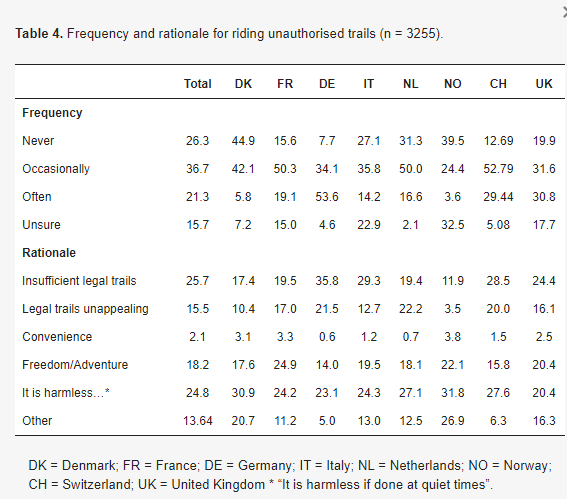 Table 4. Frequency and rationale for riding unauthorised trails (n = 3255).
Total DK FR DE IT NL NO CH UK
Frequency
Never 26.3 44.9 15.6 7.7 27.1 31.3 39.5 12.69 19.9
Occasionally 36.7 42.1 50.3 34.1 35.8 50.0 24.4 52.79 31.6
Often 21.3 5.8 19.1 53.6 14.2 16.6 3.6 29.44 30.8
Unsure 15.7 7.2 15.0 4.6 22.9 2.1 32.5 5.08 17.7
Rationale
Insufficient legal trails 25.7 17.4 19.5 35.8 29.3 19.4 11.9 28.5 24.4
Legal trails unappealing 15.5 10.4 17.0 21.5 12.7 22.2 3.5 20.0 16.1
Convenience 2.1 3.1 3.3 0.6 1.2 0.7 3.8 1.5 2.5
Freedom/Adventure 18.2 17.6 24.9 14.0 19.5 18.1 22.1 15.8 20.4
It is harmless…* 24.8 30.9 24.2 23.1 24.3 27.1 31.8 27.6 20.4
Other 13.64 20.7 11.2 5.0 13.0 12.5 26.9 6.3 16.3
DK = Denmark; FR = France; DE = Germany; IT = Italy; NL = Netherlands; NO = Norway;
CH = Switzerland; UK = United Kingdom * “It is harmless if done at quiet times”.